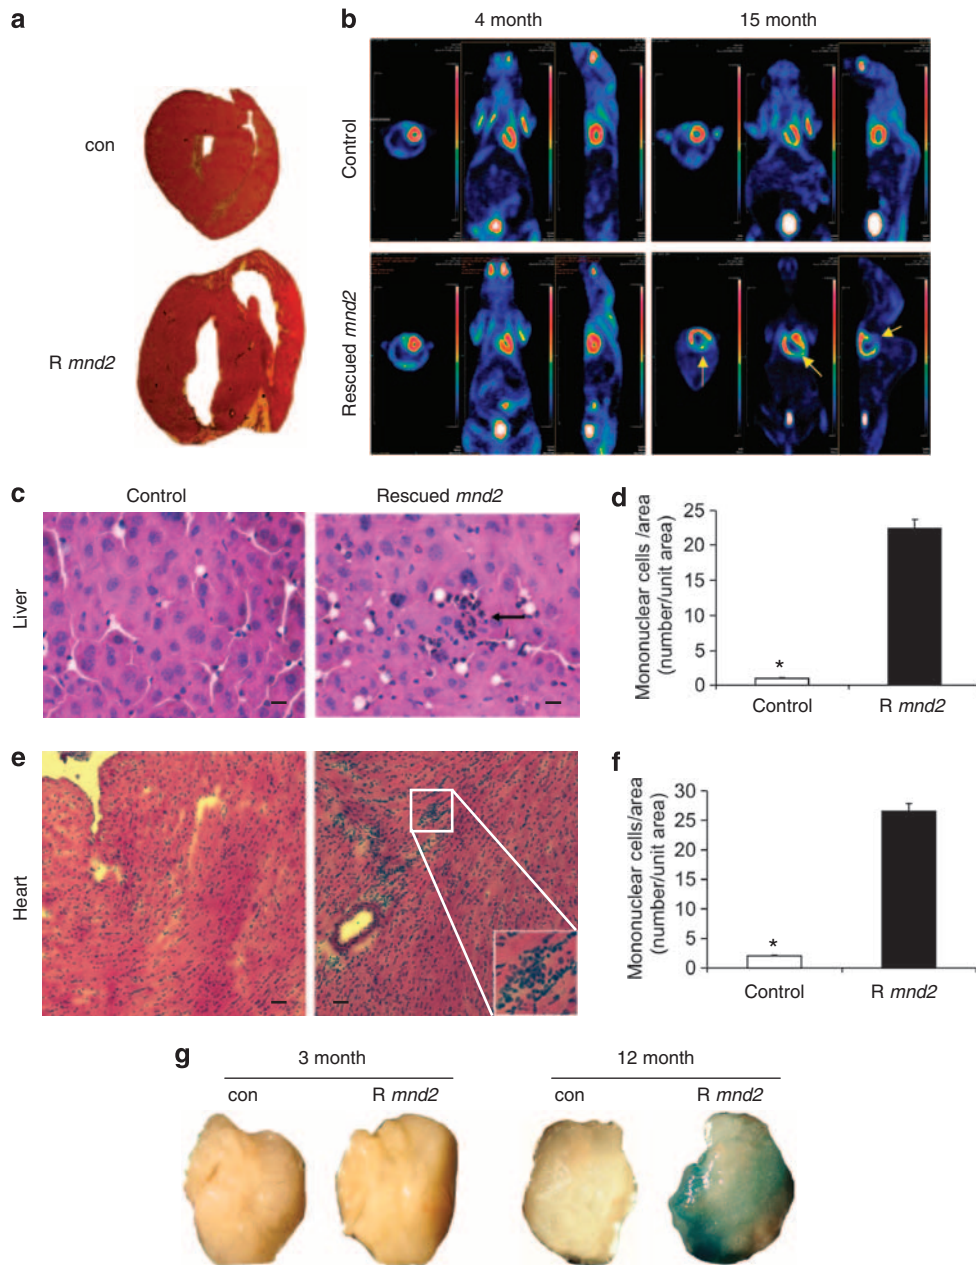 a
con
R mnd2
b
4 month
15 month
Control
Rescued mnd2
c
Control
Rescued mnd2
Liver
d
Mononuclear cells /area
(number/unit area)
25
20
15
10
5
0
*
Control
R mnd2
e
Heart
f
Mononuclear cells/area
(number/unit area)
30
25
20
15
10
5
0
*
Control
R mnd2
g
3 month
12 month
con
R mnd2
con
R mnd2